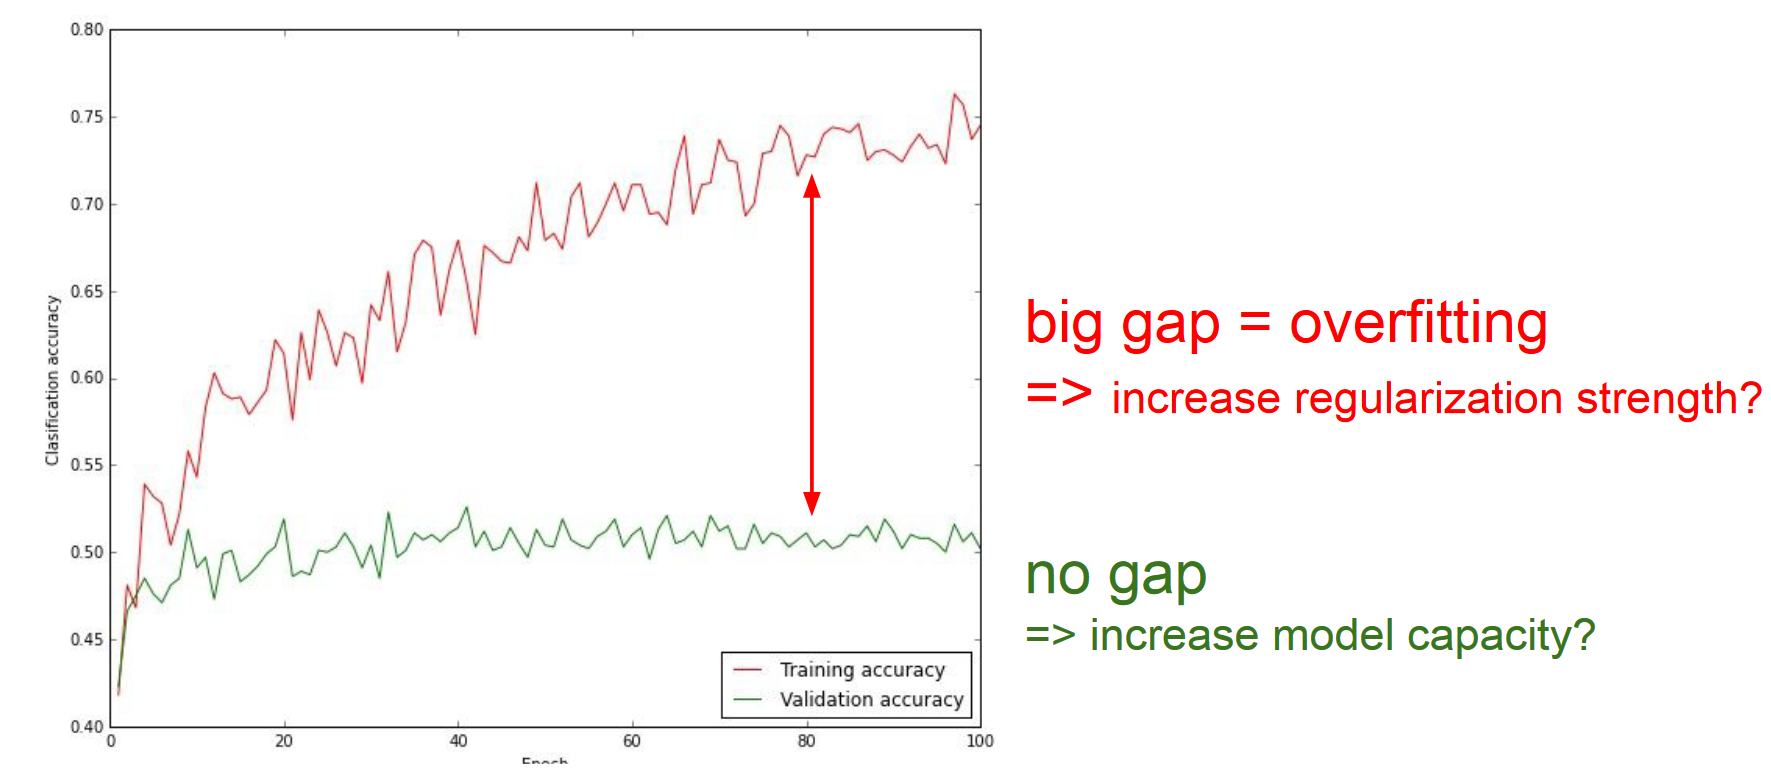 0.80
0.75
0.70
0.65
0.60
0.55
0.50
0.45
0.40
Clasification accuracy
0
20
40
60
80
100
Epoch
Training accuracy
Validation accuracy
big gap = overfitting
=> increase regularization strength?
no gap
=> increase model capacity?